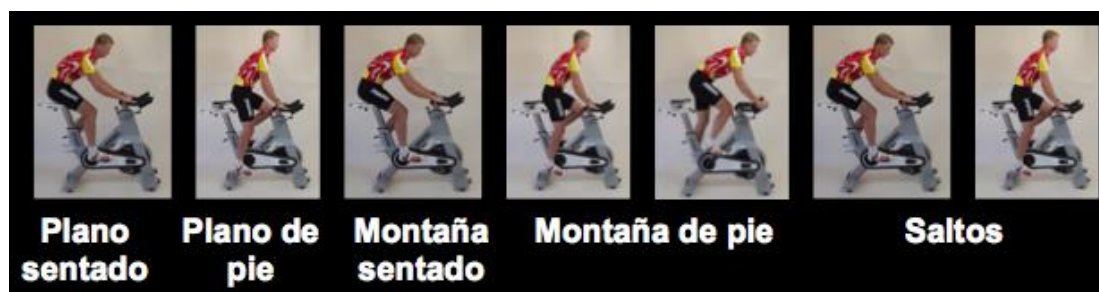 Plano sentado
Plano de pie
Montaña sentado
Montaña de pie
Saltos